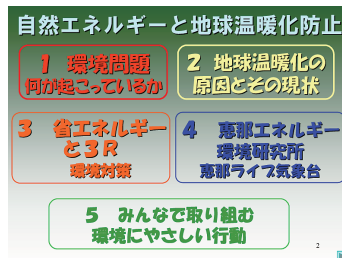 自然エネルギーと地球温暖化防止
1 環境問題
何が起こっているか
2 地球温暖化の
原因とその現状
3 省エネルギー
と３Ｒ
環境対策
4 恵那エネルギー
環境研究所
恵那ライブ気象台
5 みんなで取り組む
環境にやさしい行動
2